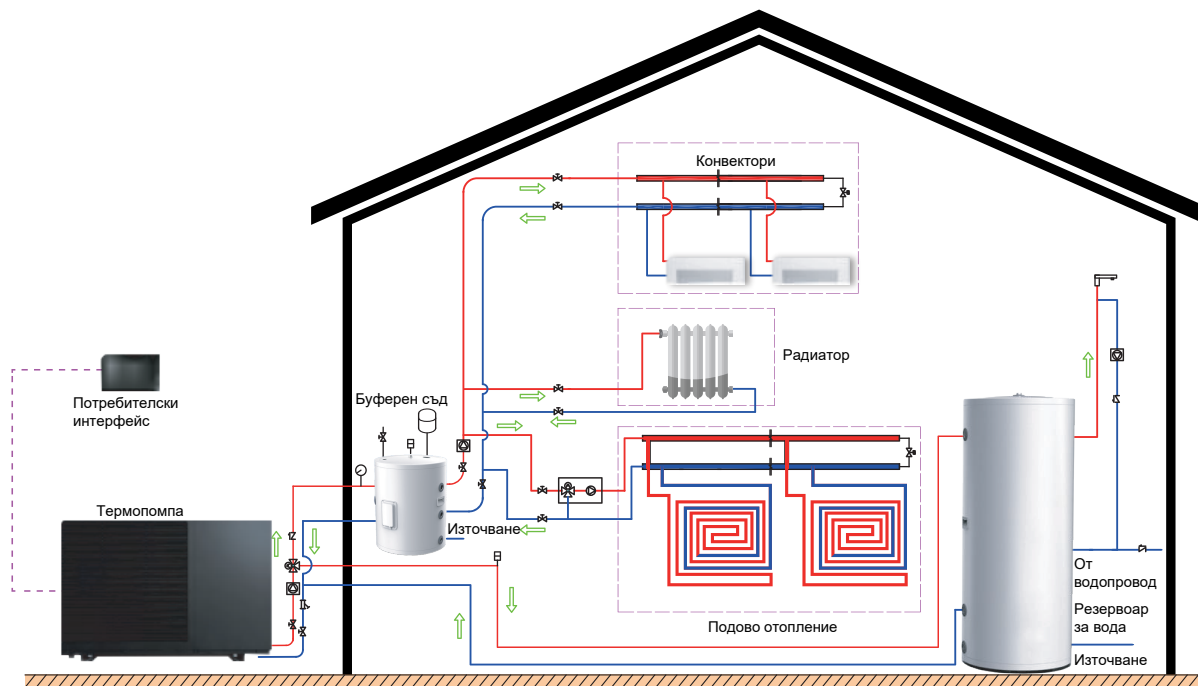 Конвектори
Радиатор
Потребителски
интерфейс
Буферен съд
Термопомпа
Източване
От
водопровод
Резервоар
за вода
Подово отопление
Източване